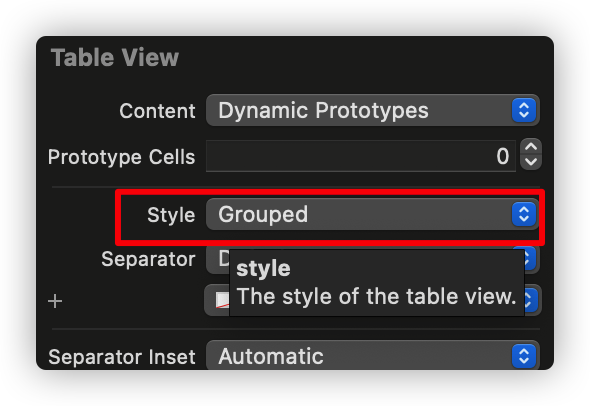 Table View
Content Dynamic Prototypes
Prototype Cells 0
Style Grouped
Separator D
style
The style of the table view.
Separator Inset Automatic